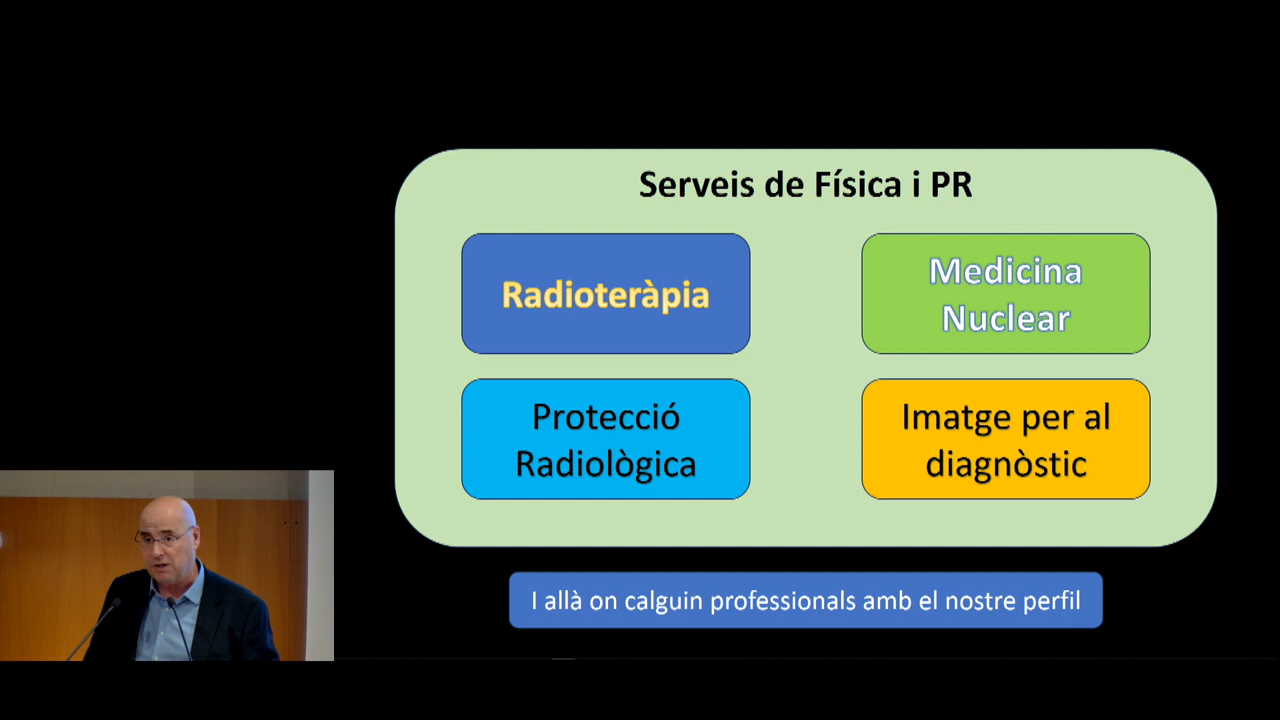 Serveis de Física i PR
Radioteràpia
Medicina
Nuclear
Protecció
Radiològica
Imatge per al
diagnòstic
I allà on calguin professionals amb el nostre perfil